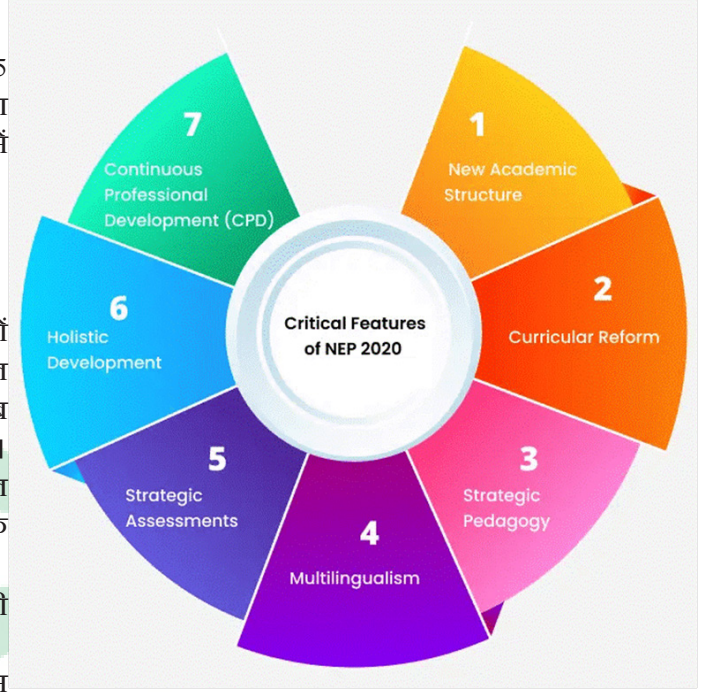 Critical Features
of NEP 2020
1
New Academic
Structure
2
Curricular Reform
3
Strategic
Pedagogy
4
Multilingualism
5
Strategic
Assessments
6
Holistic
Development
7
Continuous
Professional
Development (CPD)